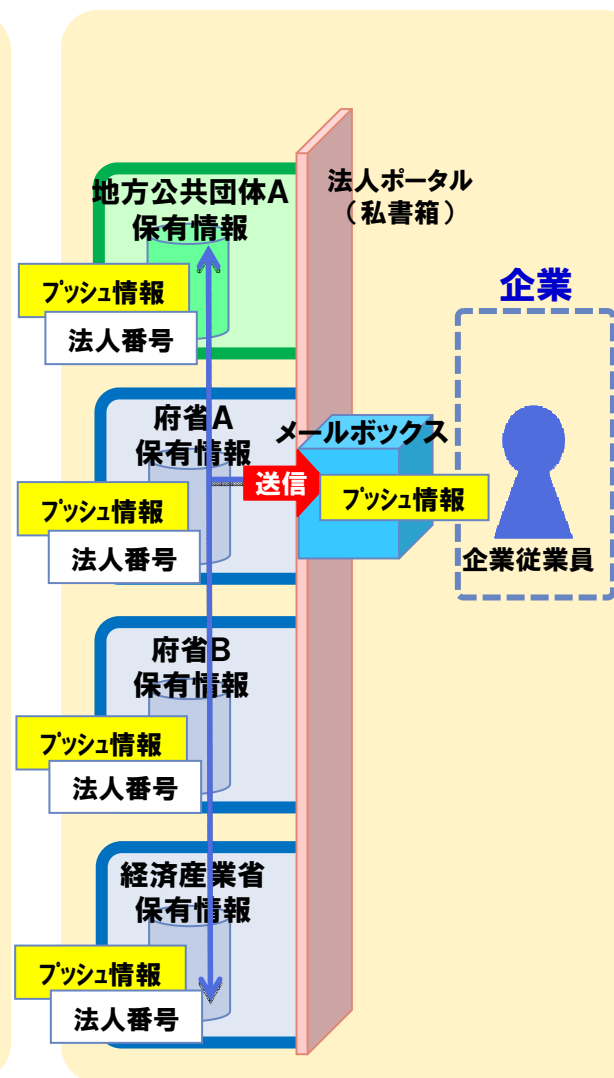 地方公共団体A
保有情報
プッシュ情報
法人番号
法人ポータル
（私書箱）
企業
府省A
保有情報
プッシュ情報
法人番号
送信
メールボックス
プッシュ情報
企業従業員
府省B
保有情報
プッシュ情報
法人番号
経済産業省
保有情報
プッシュ情報
法人番号